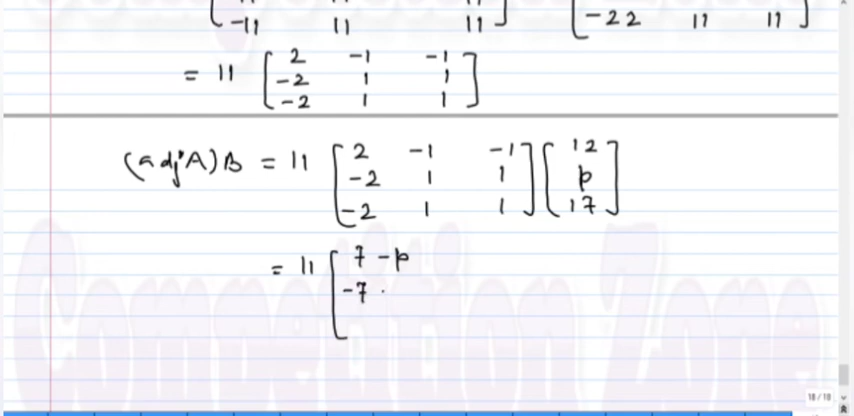 -11 11 11 ] -22 11 11 ]
= 11 [ 2 -1 -1
-2 1 1
-2 1 1 ]
(adj A) B = 11 [ 2 -1 -1 ] [ 12 ]
-2 1 1 p
-2 1 1 17
= 11 [ 7 - p
-7 .
Competition Zone
18 / 18